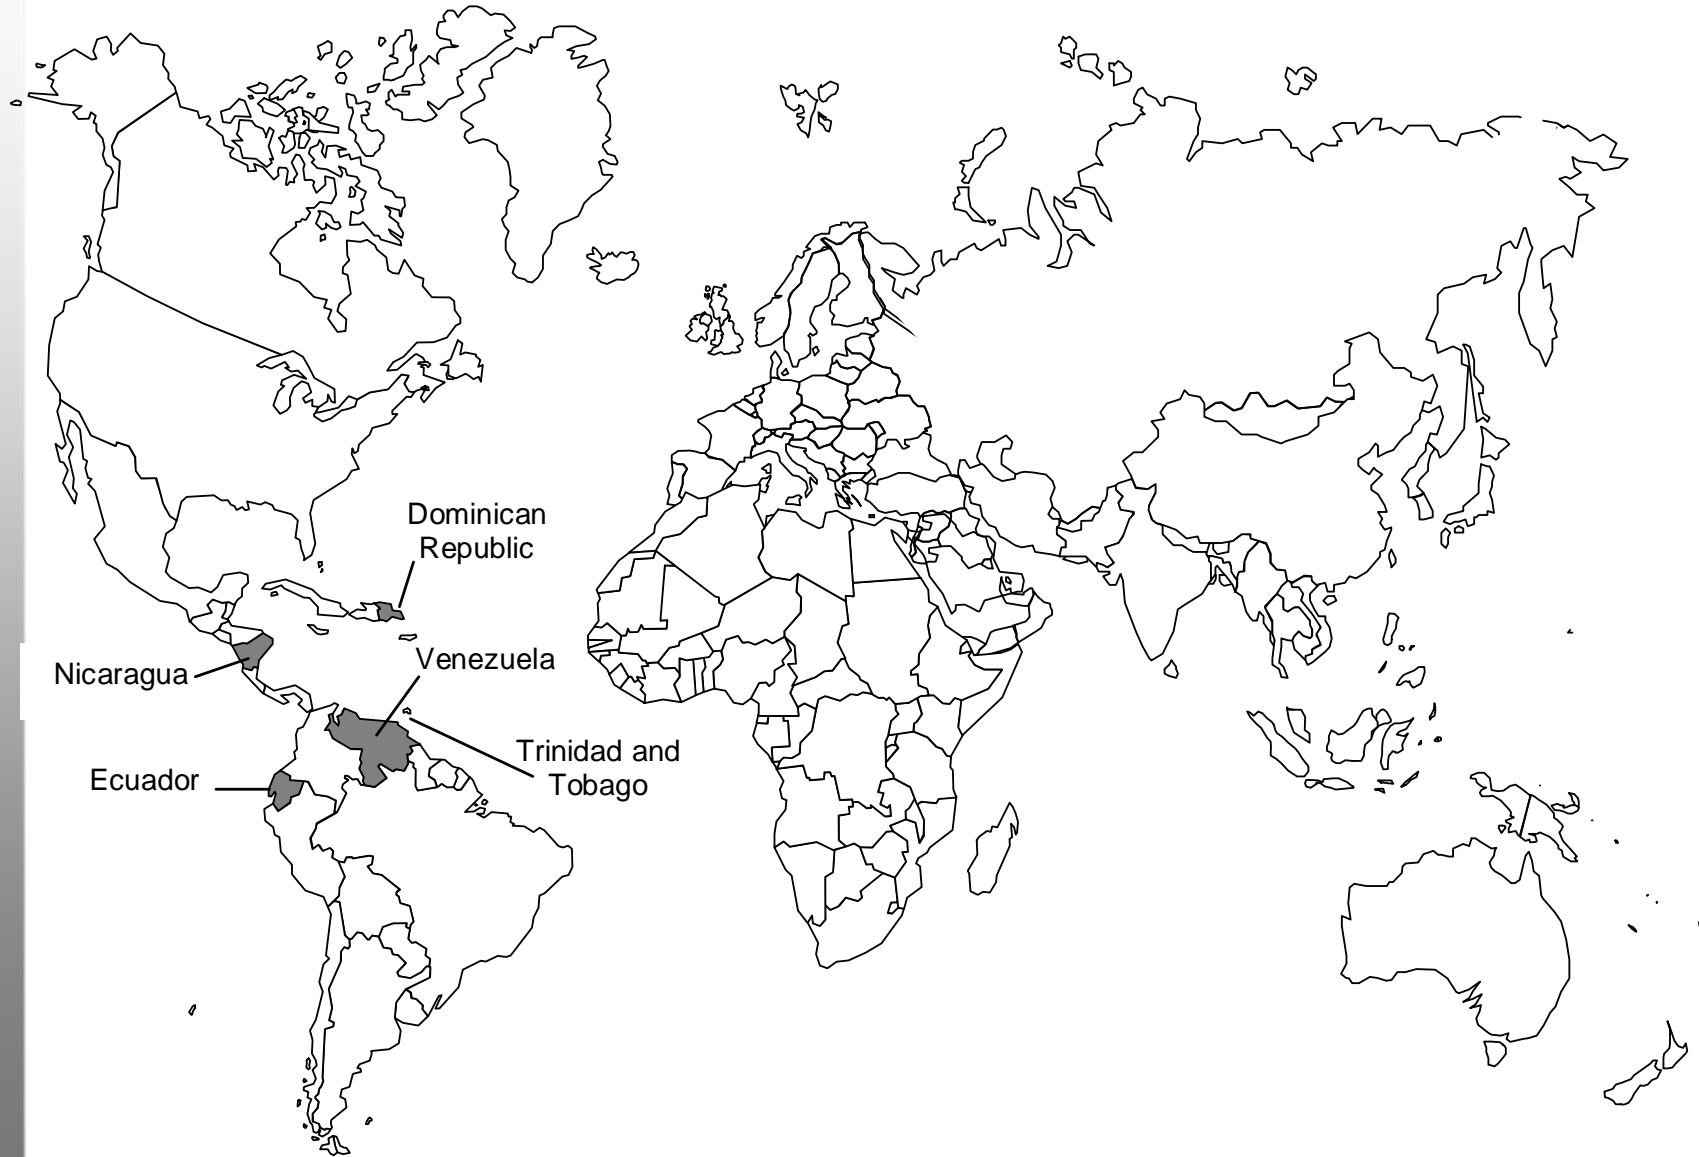 Dominican
Republic
Nicaragua
Venezuela
Trinidad and
Tobago
Ecuador